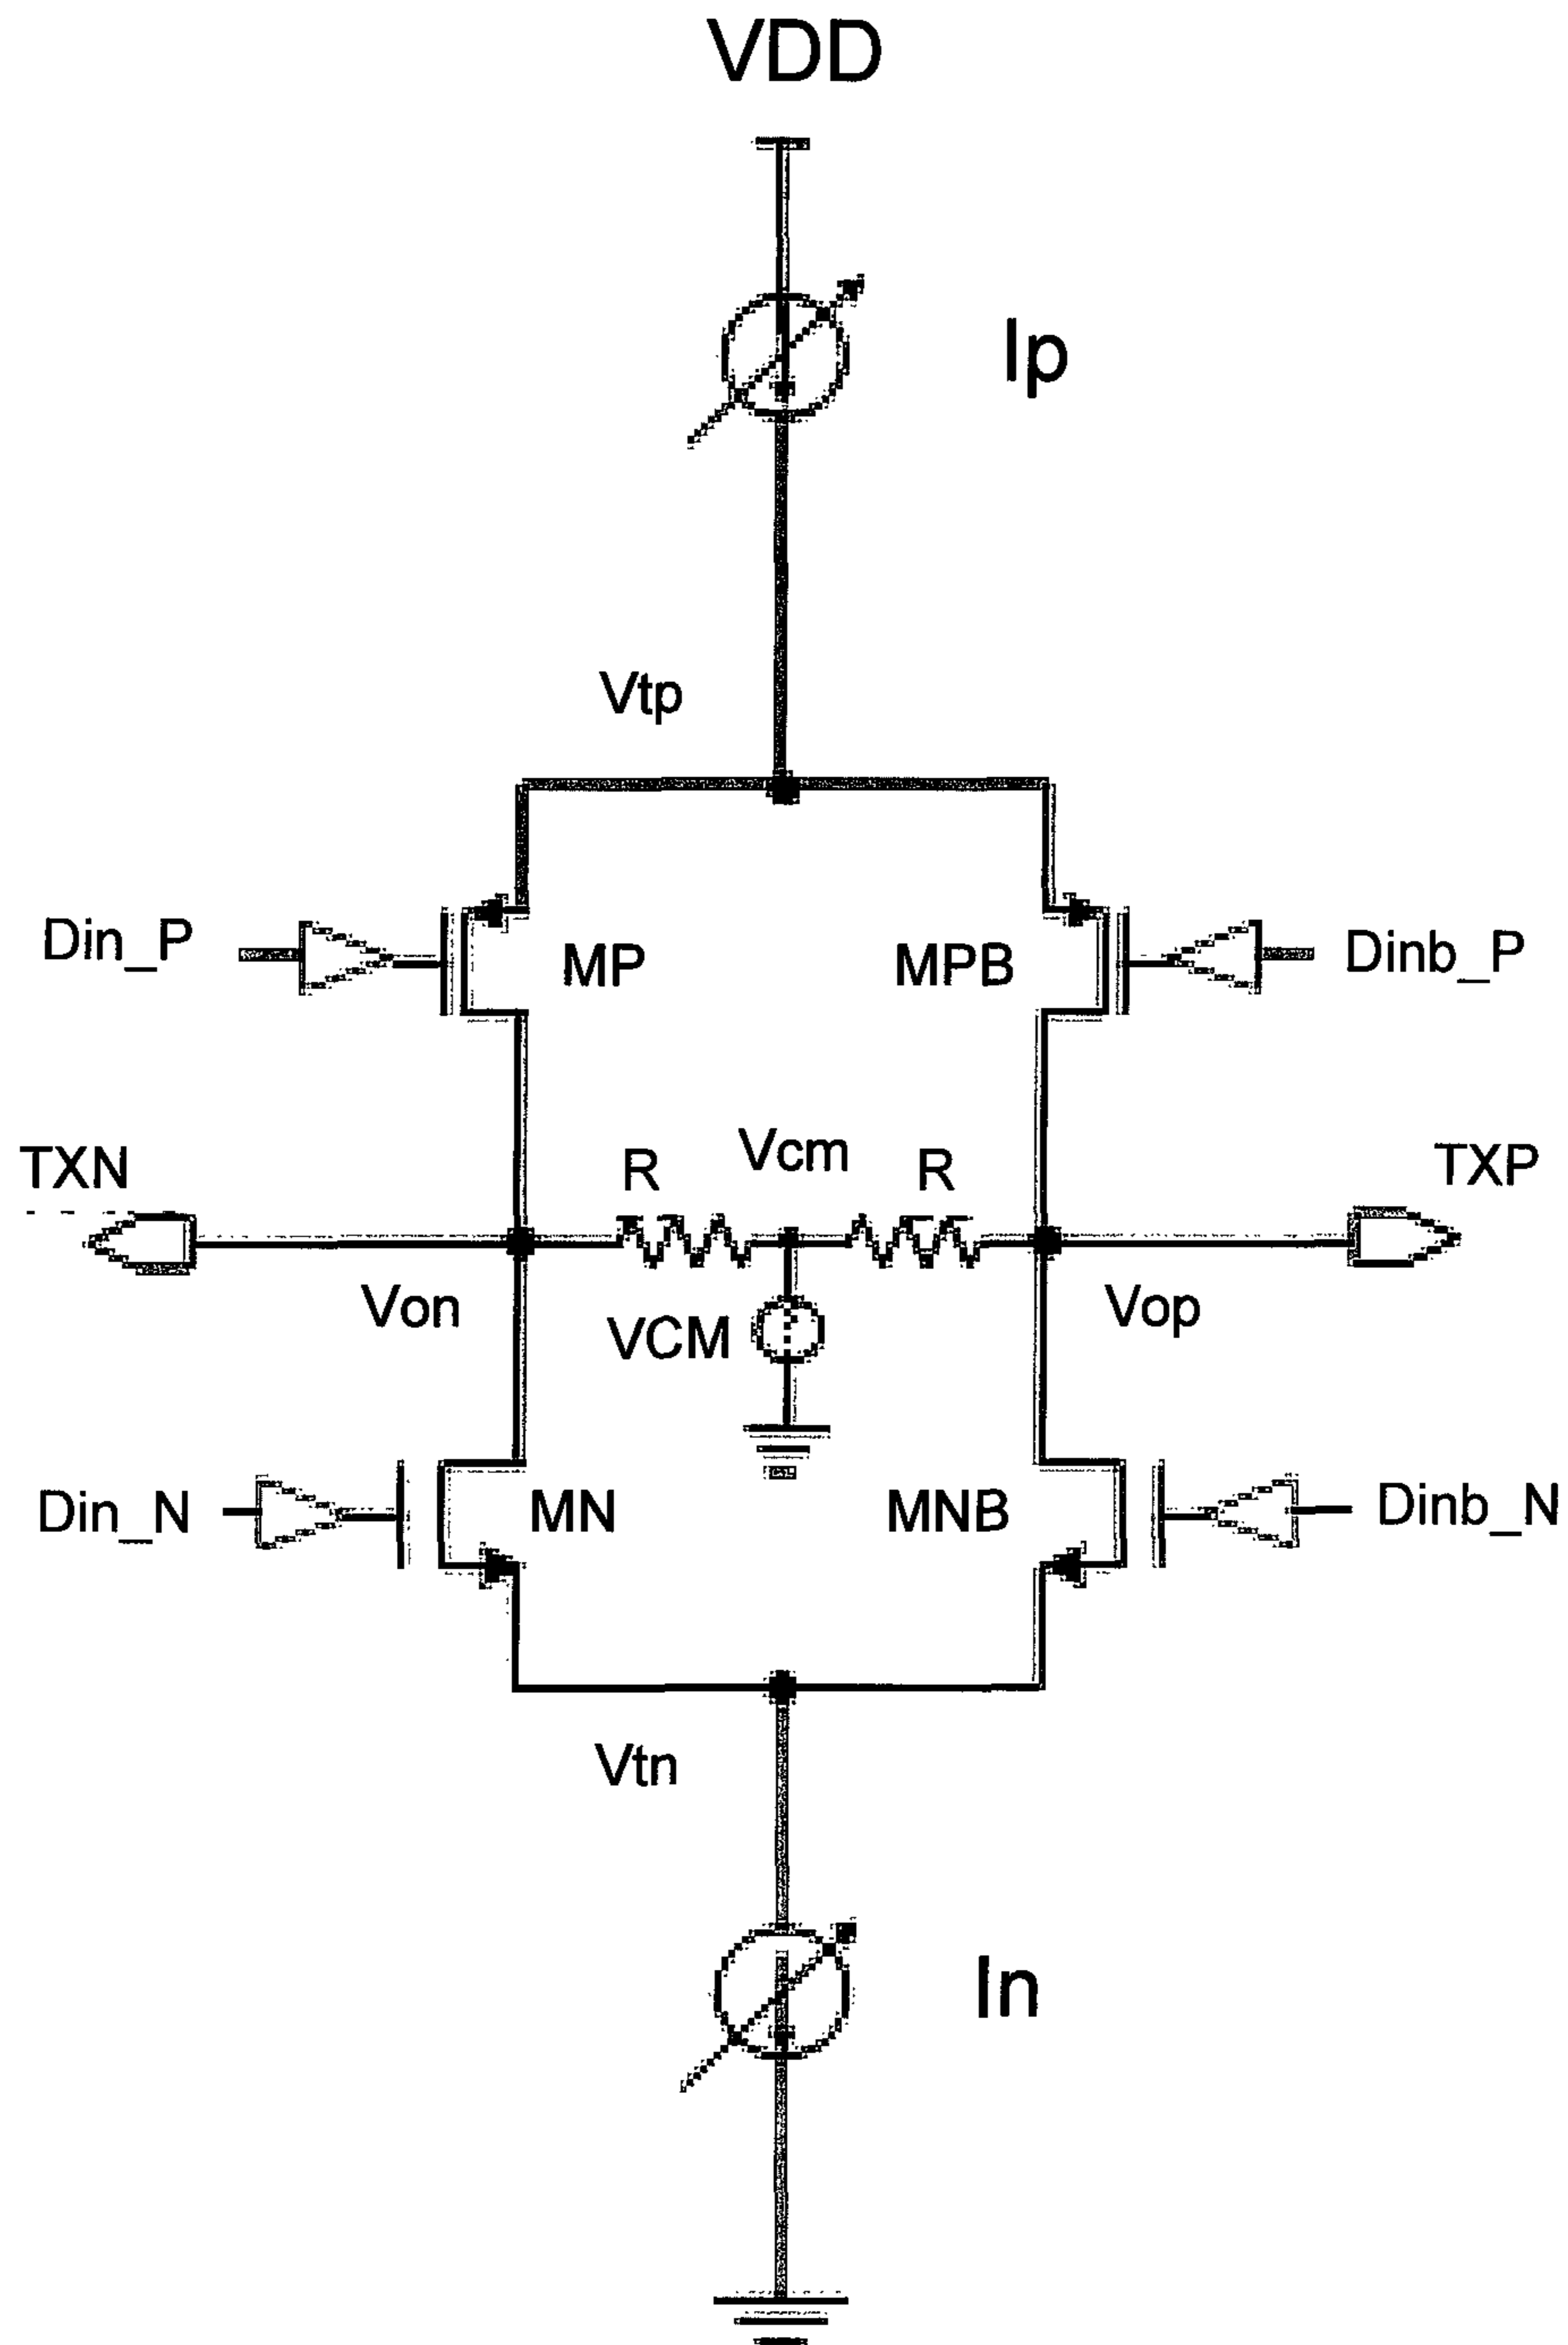 VDD
Ip
Vtp
Din_P
MP
MPB
Dinb_P
TXN
R
Vcm
R
TXP
Von
VCM
Vop
Din_N
MN
MNB
Dinb_N
Vtn
In